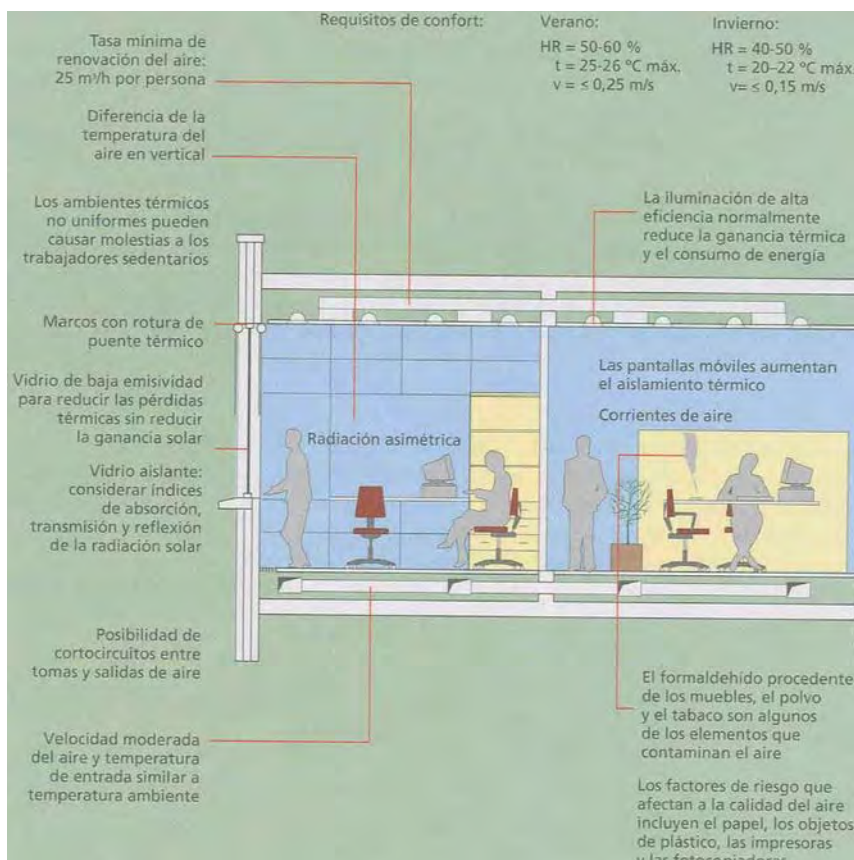 Requisitos de confort:
Verano:
HR = 50-60 %
t = 25-26 ºC máx.
v = ≤ 0,25 m/s
Invierno:
HR = 40-50 %
t = 20–22 ºC máx.
v= ≤ 0,15 m/s
Tasa mínima de
renovación del aire:
25 m³/h por persona
Diferencia de la
temperatura del
aire en vertical
Los ambientes térmicos
no uniformes pueden
causar molestias a los
trabajadores sedentarios
Marcos con rotura de
puente térmico
Vidrio de baja emisividad
para reducir las pérdidas
térmicas sin reducir
la ganancia solar
Vidrio aislante:
considerar índices
de absorción,
transmisión y reflexión
de la radiación solar
Posibilidad de
cortocircuitos entre
tomas y salidas de aire
Velocidad moderada
del aire y temperatura
de entrada similar a
temperatura ambiente
Radiación asimétrica
La iluminación de alta
eficiencia normalmente
reduce la ganancia térmica
y el consumo de energía
Las pantallas móviles aumentan
el aislamiento térmico
Corrientes de aire
El formaldehído procedente
de los muebles, el polvo
y el tabaco son algunos
de los elementos que
contaminan el aire
Los factores de riesgo que
afectan a la calidad del aire
incluyen el papel, los objetos
de plástico, las impresoras
y las fotocopiadoras